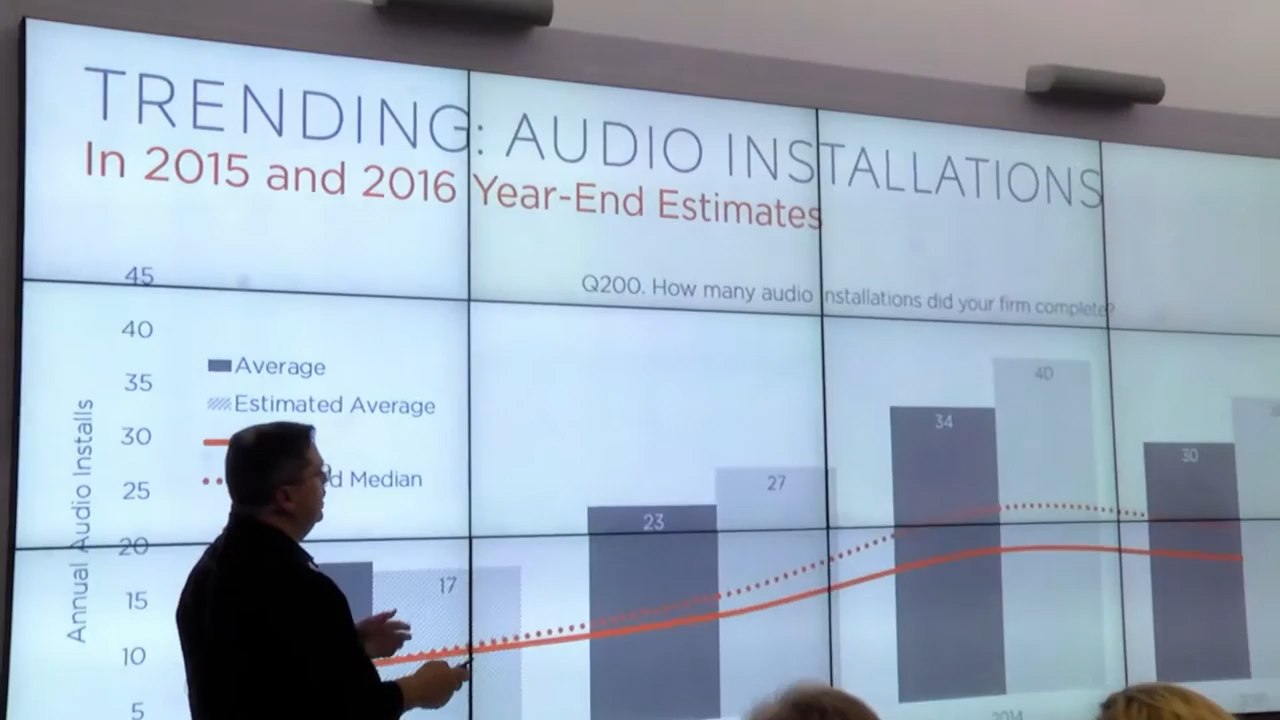 TRENDING: AUDIO INSTALLATIONS
In 2015 and 2016 Year-End Estimates
Q200. How many audio installations did your firm complete?
45
40
35
30
25
20
15
10
5
Annual Audio Installs
Average
Estimated Average
Median
17
23
27
34
40
30
2014